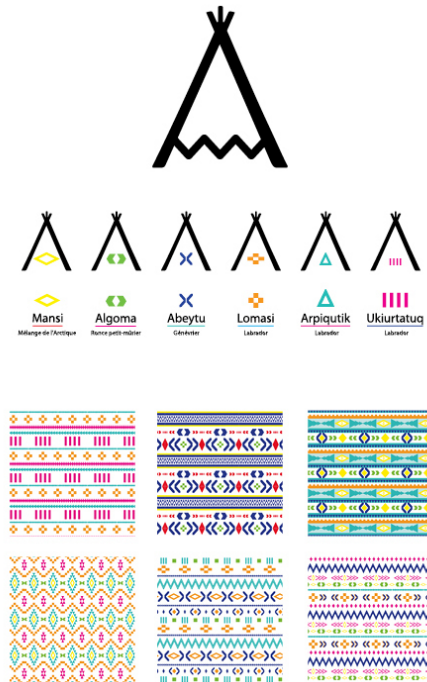 Mansi
Mélange de l'Arctique
Algoma
Ronce petit-mûrier
Abeytu
Génévrier
Lomasi
Labrador
Arpiqutik
Labrador
Ukiurtatuq
Labrador